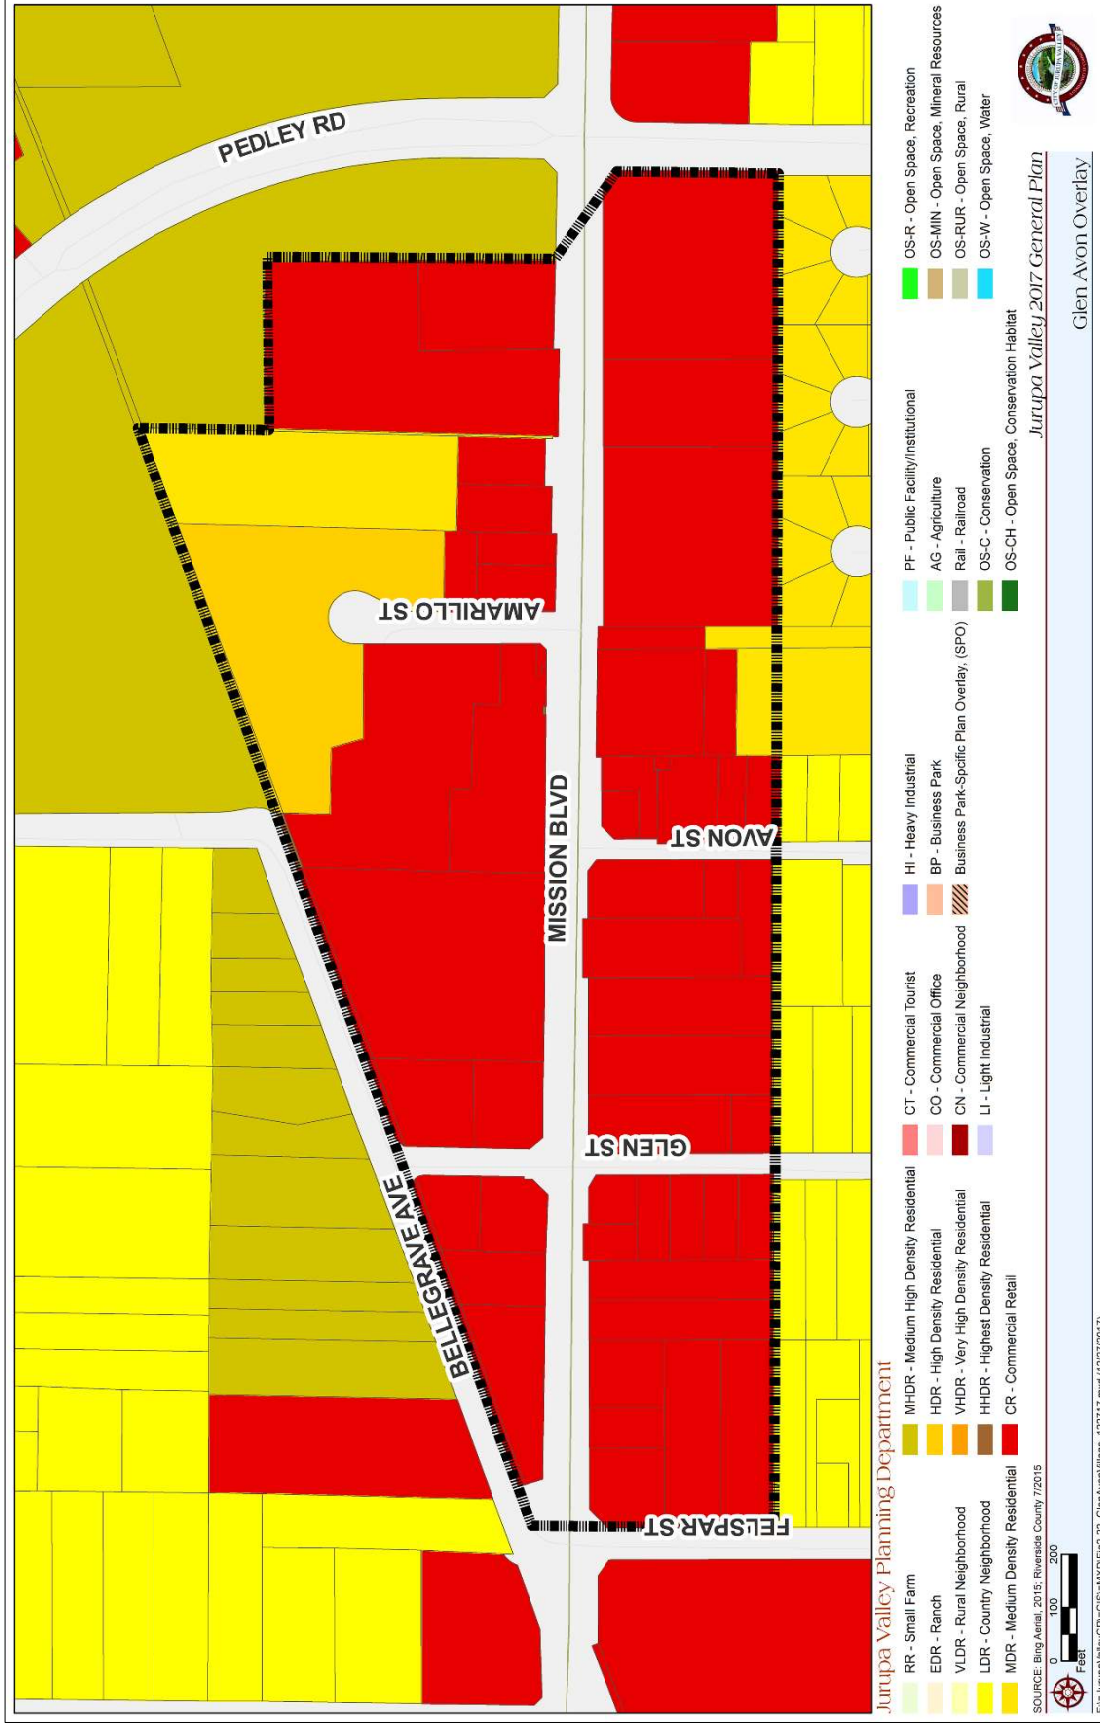 PEDLEY RD
AMARILLO ST
MISSION BLVD
AVON ST
GLEN ST
BELLEGRAVE AVE
FELSPAR ST
Jurupa Valley Planning Department
RR - Small Farm
EDR - Ranch
VLDR - Rural Neighborhood
LDR - Country Neighborhood
MDR - Medium Density Residential
MHDR - Medium High Density Residential
HDR - High Density Residential
VHDR - Very High Density Residential
HHDR - Highest Density Residential
CR - Commercial Retail
CT - Commercial Tourist
CO - Commercial Office
CN - Commercial Neighborhood
LI - Light Industrial
HI - Heavy Industrial
BP - Business Park
Business Park-Spcific Plan Overlay, (SPO)
PF - Public Facility/Institutional
AG - Agriculture
Rail - Railroad
OS-C - Conservation
OS-CH - Open Space, Conservation Habitat
OS-R - Open Space, Recreation
OS-MIN - Open Space, Mineral Resources
OS-RUR - Open Space, Rural
OS-W - Open Space, Water
SOURCE: Bing Aerial, 2015; Riverside County 7/2015
0 100 200
Feet
Jurupa Valley 2017 General Plan
Glen Avon Overlay